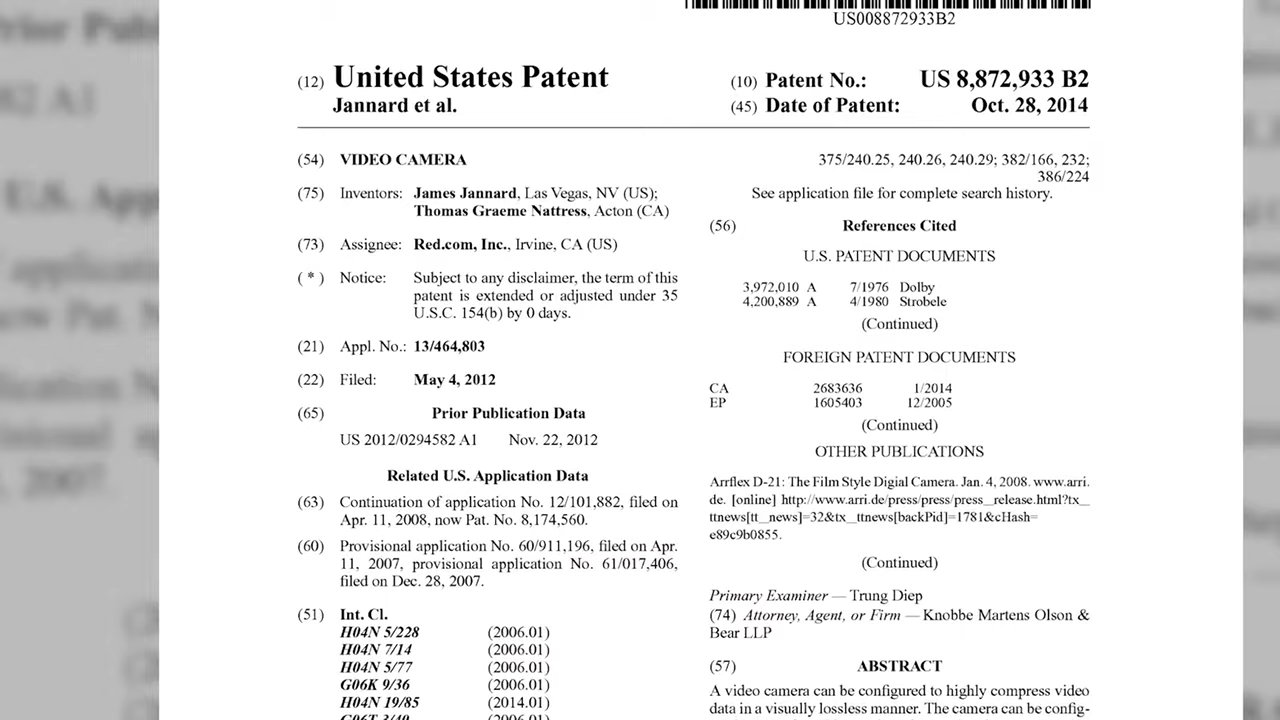 US008872933B2
(12) United States Patent
Jannard et al.
(10) Patent No.: US 8,872,933 B2
(45) Date of Patent: Oct. 28, 2014
(54) VIDEO CAMERA
(75) Inventors: James Jannard, Las Vegas, NV (US);
Thomas Graeme Nattress, Acton (CA)
(73) Assignee: Red.com, Inc., Irvine, CA (US)
( * ) Notice: Subject to any disclaimer, the term of this
patent is extended or adjusted under 35
U.S.C. 154(b) by 0 days.
(21) Appl. No.: 13/464,803
(22) Filed: May 4, 2012
(65) Prior Publication Data
US 2012/0294582 A1 Nov. 22, 2012
Related U.S. Application Data
(63) Continuation of application No. 12/101,882, filed on
Apr. 11, 2008, now Pat. No. 8,174,560.
(60) Provisional application No. 60/911,196, filed on Apr.
11, 2007, provisional application No. 61/017,406,
filed on Dec. 28, 2007.
(51) Int. Cl.
H04N 5/228 (2006.01)
H04N 7/14 (2006.01)
H04N 5/77 (2006.01)
G06K 9/36 (2006.01)
H04N 19/85 (2014.01)
G06T 3/40 (2006.01)
375/240.25, 240.26, 240.29; 382/166, 232;
386/224
See application file for complete search history.
(56) References Cited
U.S. PATENT DOCUMENTS
3,972,010 A 7/1976 Dolby
4,200,889 A 4/1980 Strobele
(Continued)
FOREIGN PATENT DOCUMENTS
CA 2683636 1/2014
EP 1605403 12/2005
(Continued)
OTHER PUBLICATIONS
Arrflex D-21: The Film Style Digial Camera. Jan. 4, 2008. www.arri.
de. [online] http://www.arri.de/press/press/press_release.html?tx_
ttnews[tt_news]=32&tx_ttnews[backPid]=1781&cHash=
e89c9b0855.
(Continued)
Primary Examiner — Trung Diep
(74) Attorney, Agent, or Firm — Knobbe Martens Olson &
Bear LLP
(57) ABSTRACT
A video camera can be configured to highly compress video
data in a visually lossless manner. The camera can be config-